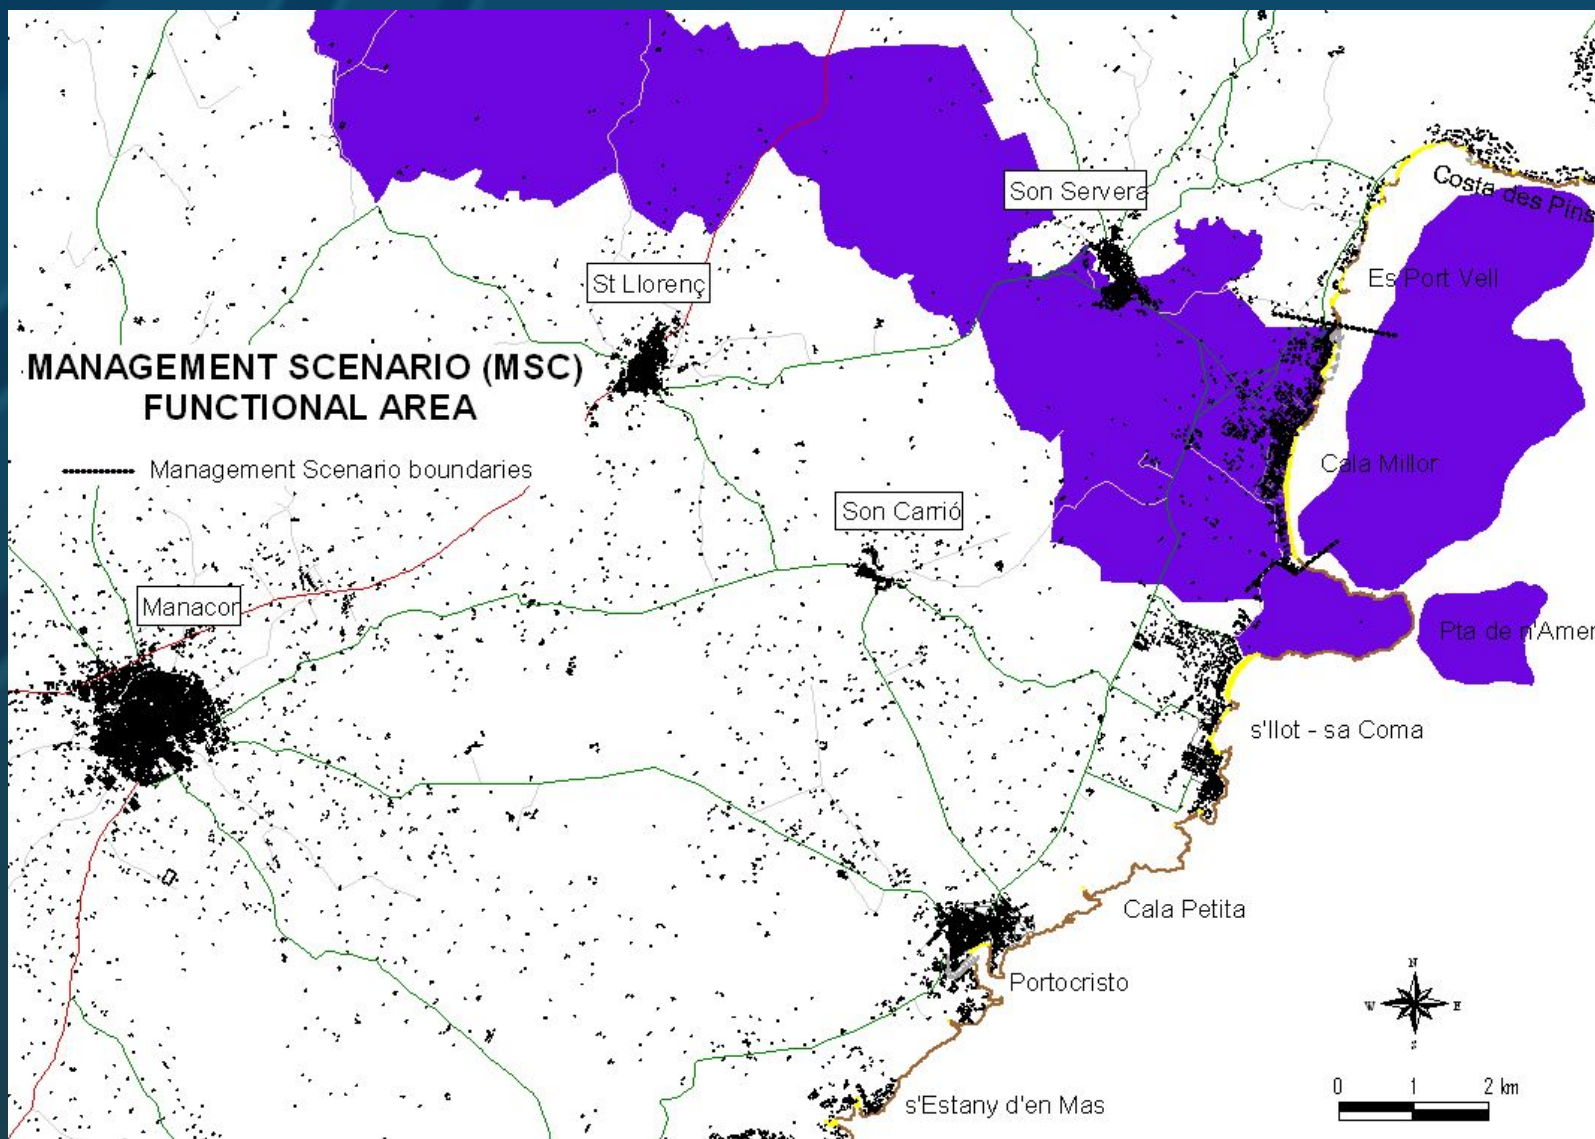 Son Servera
Costa des Pins
St Llorenç
Es Port Vell
MANAGEMENT SCENARIO (MSC)
FUNCTIONAL AREA
Management Scenario boundaries
Cala Millor
Son Carrió
Manacor
Pta de n'Amer
s'Illot - sa Coma
Cala Petita
Portocristo
N
W E
S
0 1 2 km
s'Estany d'en Mas